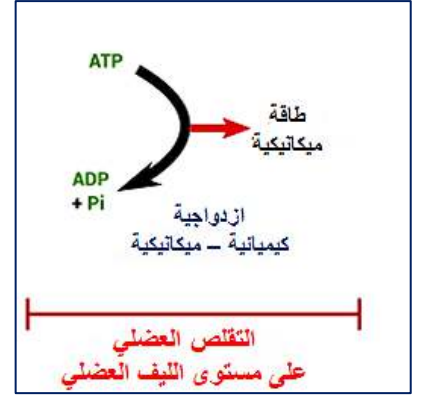 ATP
طاقة
ميكانيكية
ADP
+ Pi
ازدواجية
كيميائية – ميكانيكية
التقلص العضلي
على مستوى الليف العضلي